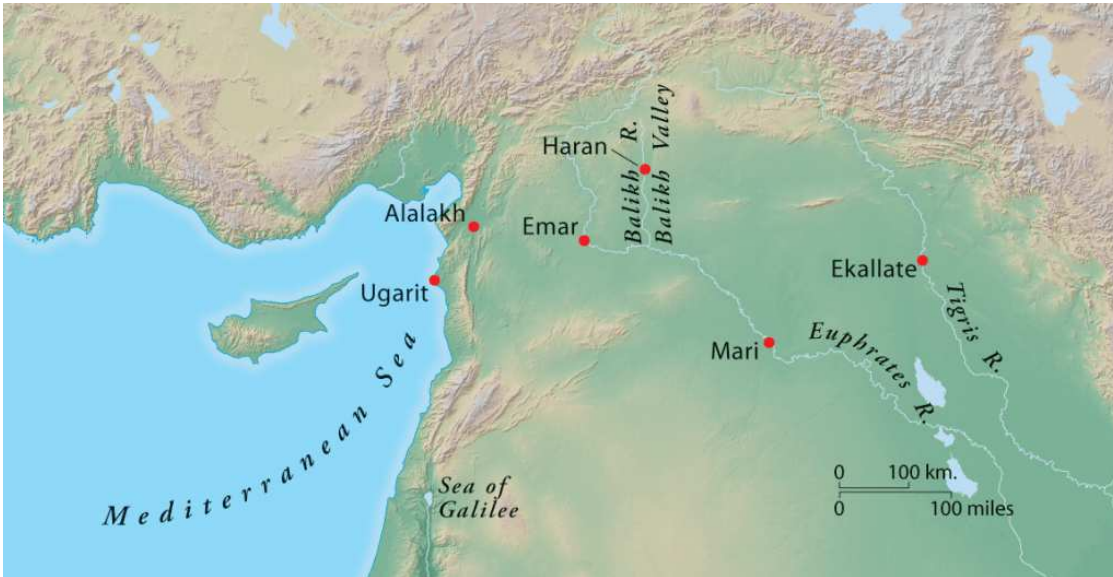 Haran
Balikh R.
Balikh Valley
Alalakh
Emar
Ugarit
Ekallate
Tigris R.
Mari
Euphrates R.
Mediterranean Sea
Sea of
Galilee
0 100 km.
0 100 miles